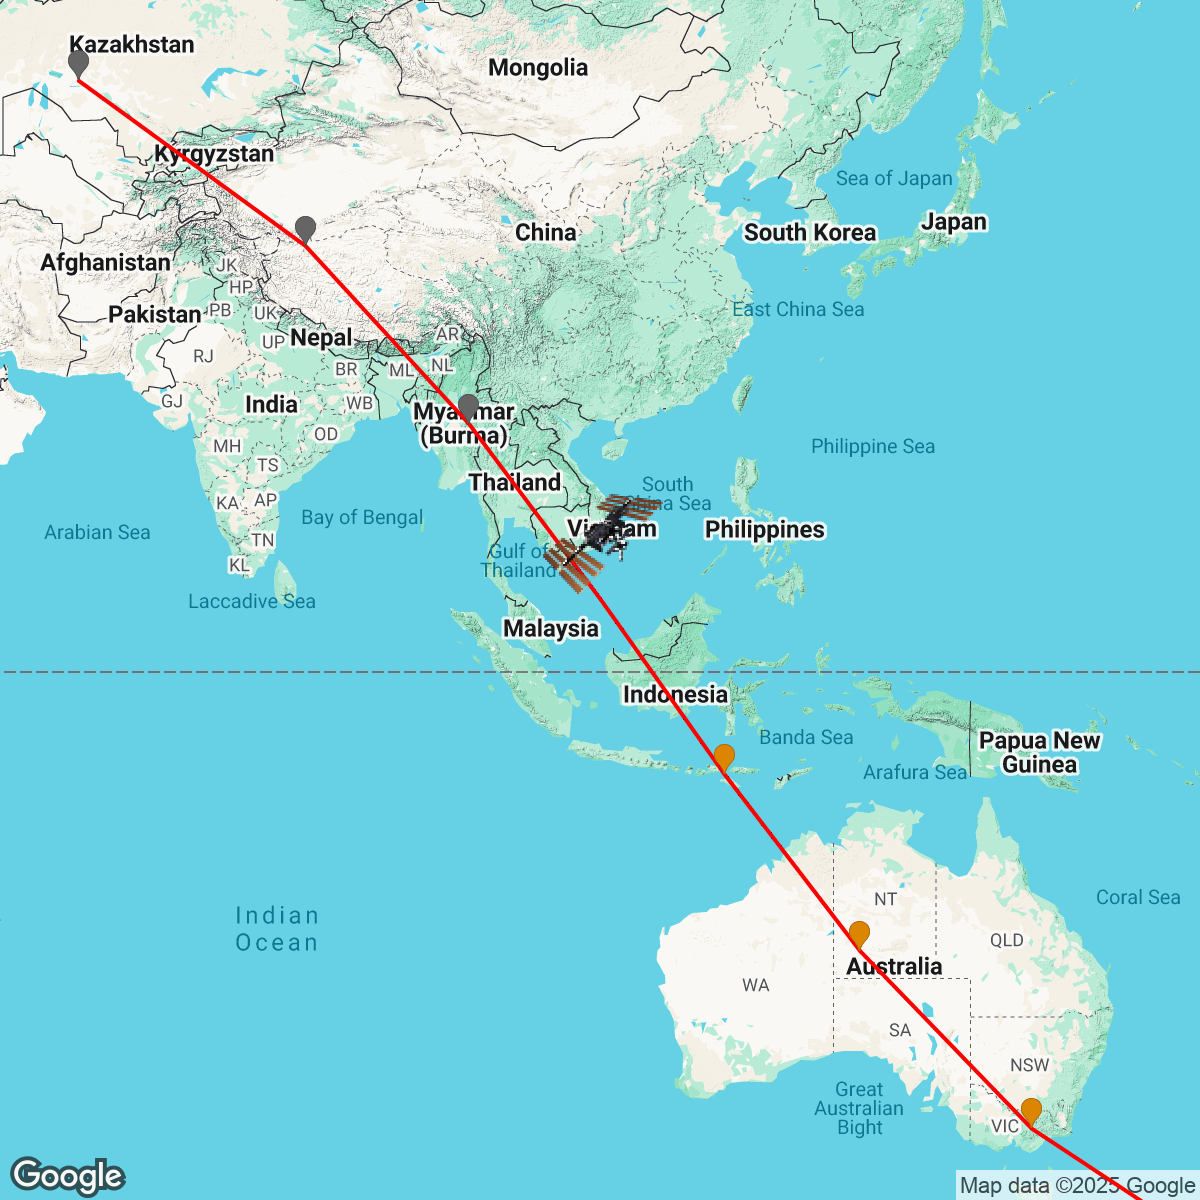 Kazakhstan
Mongolia
Kyrgyzstan
Sea of Japan
Japan
South Korea
China
Afghanistan
JK
HP
Pakistan
PB
UK
East China Sea
Nepal
UP
AR
RJ
BR
ML
NL
GJ
India
WB
Myanmar
(Burma)
OD
MH
TS
Philippine Sea
Thailand
South
China Sea
KA
AP
Arabian Sea
Bay of Bengal
Vietnam
Philippines
TN
KL
Gulf of
Thailand
Laccadive Sea
Malaysia
Indonesia
Banda Sea
Papua New
Guinea
Arafura Sea
NT
Coral Sea
Indian
Ocean
QLD
Australia
WA
SA
NSW
Great
Australian
Bight
VIC
Google
Map data ©2025 Google